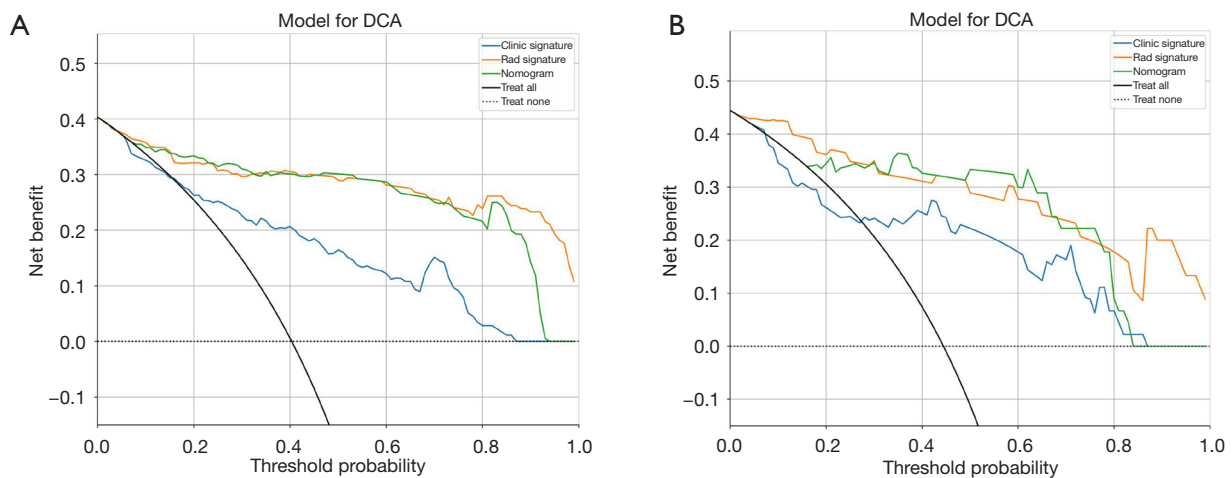 A
Model for DCA
Clinic signature
Rad signature
Nomogram
Treat all
Treat none
0.5
0.4
0.3
0.2
0.1
0.0
−0.1
Net benefit
0.0 0.2 0.4 0.6 0.8 1.0
Threshold probability
B
Model for DCA
Clinic signature
Rad signature
Nomogram
Treat all
Treat none
0.5
0.4
0.3
0.2
0.1
0.0
−0.1
Net benefit
0.0 0.2 0.4 0.6 0.8 1.0
Threshold probability